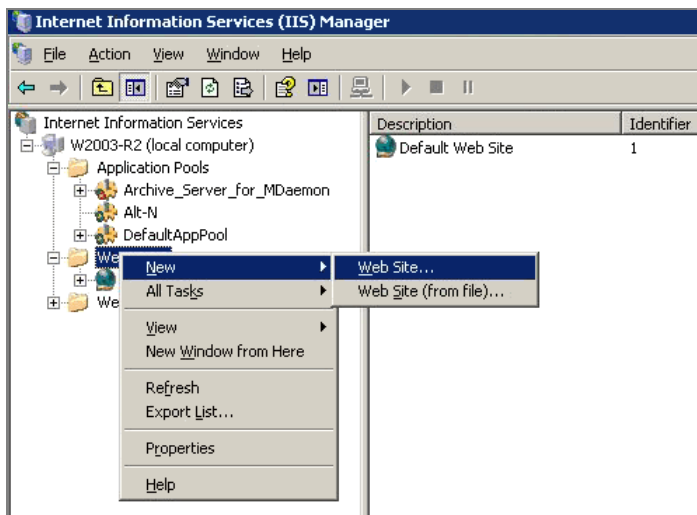 Internet Information Services (IIS) Manager
File Action View Window Help
Internet Information Services
W2003-R2 (local computer)
Application Pools
Archive_Server_for_MDaemon
Alt-N
DefaultAppPool
We
We
New
All Tasks
View
New Window from Here
Refresh
Export List...
Properties
Help
Web Site...
Web Site (from file)...
Description Identifier
Default Web Site 1